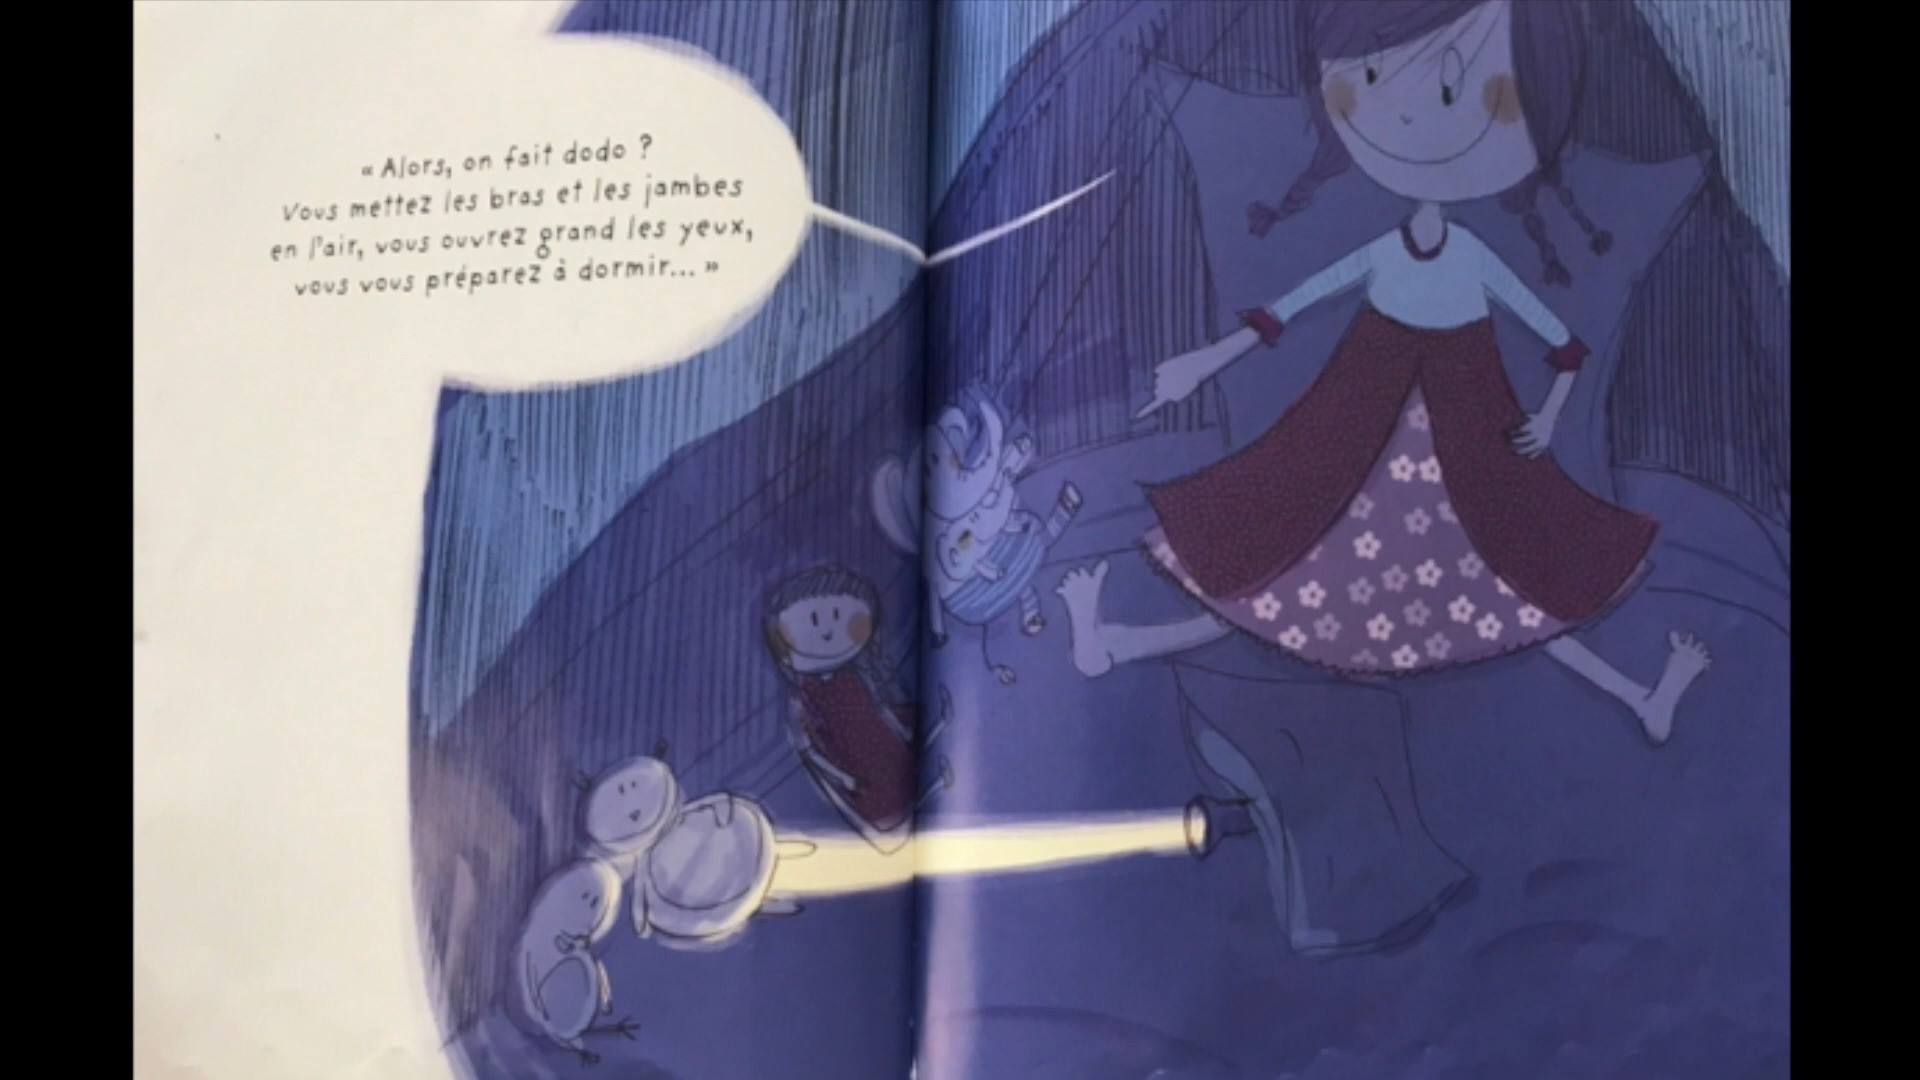 « Alors, on fait dodo ?
Vous mettez les bras et les jambes
en l'air, vous ouvrez grand les yeux,
vous vous préparez à dormir... »